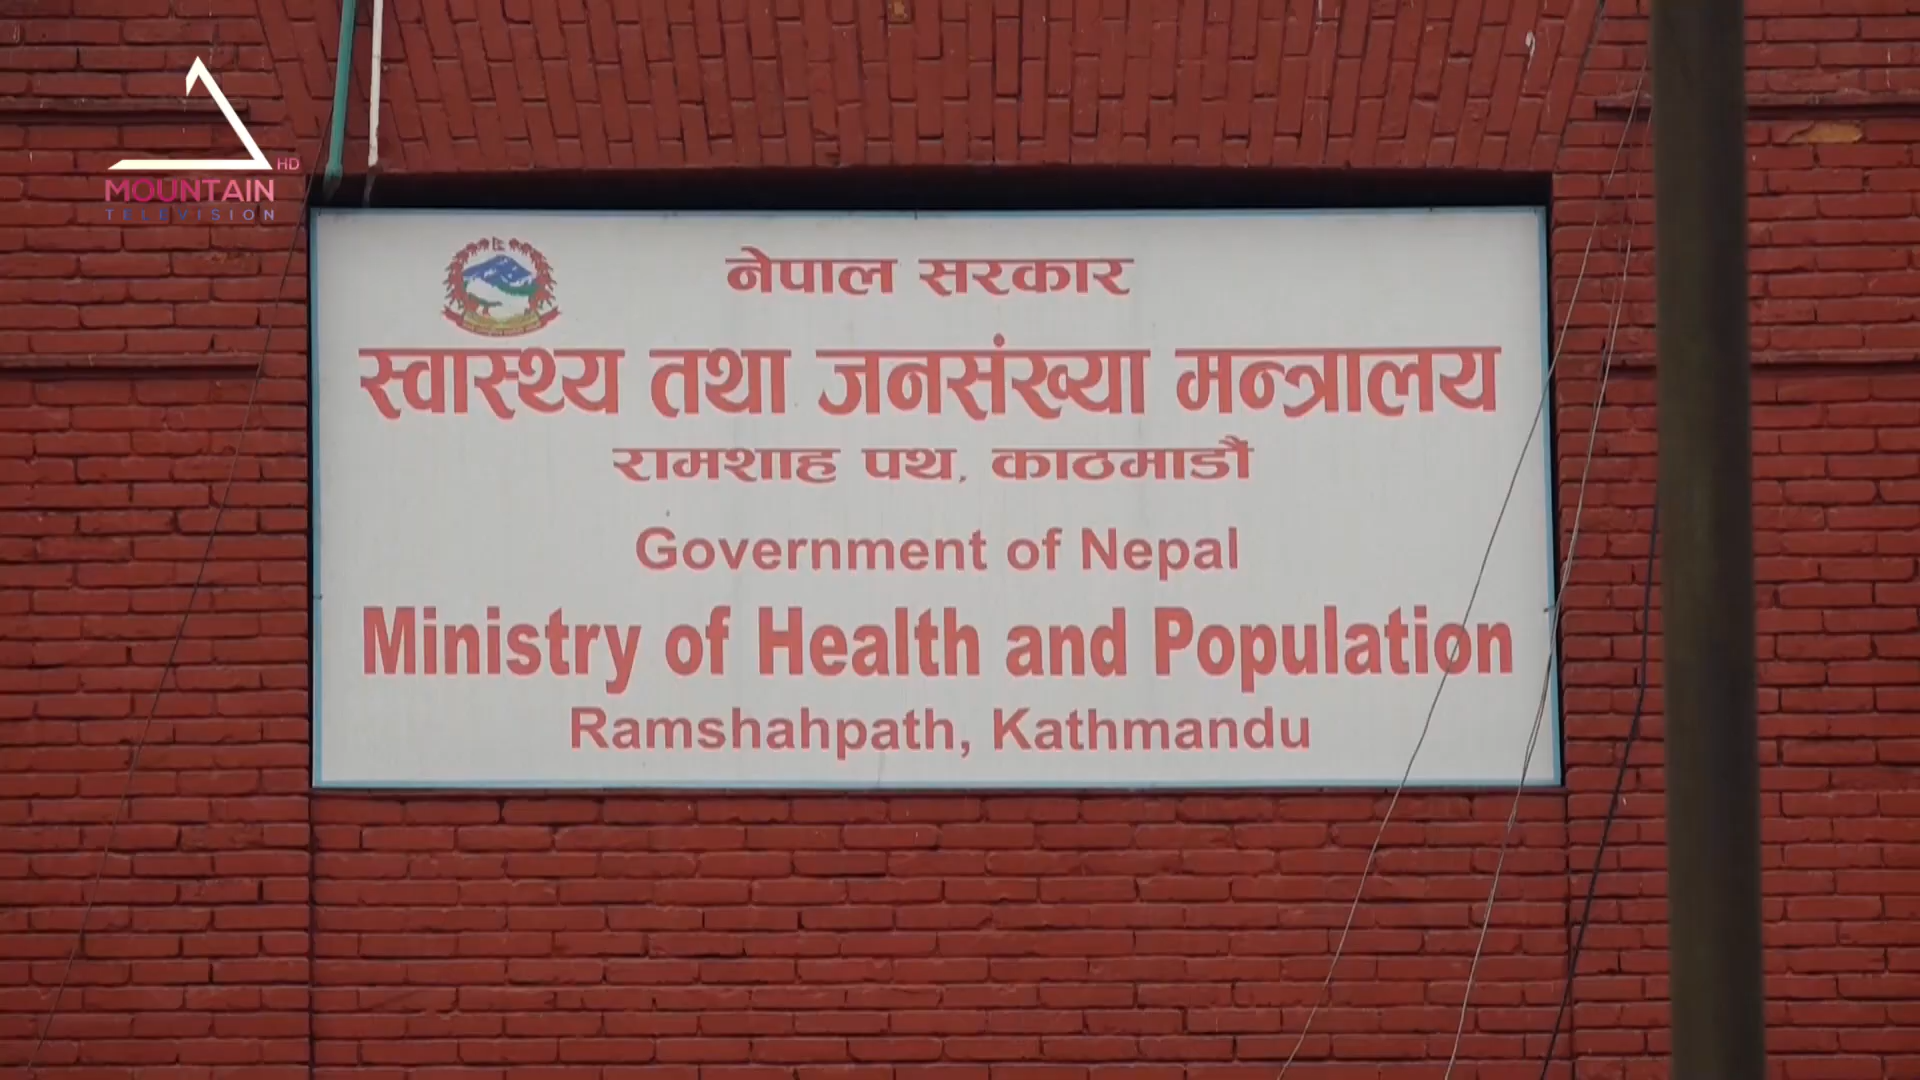 HD
MOUNTAIN
TELEVISION
नेपाल सरकार
स्वास्थ्य तथा जनसंख्या मन्त्रालय
रामशाह पथ, काठमाडौं
Government of Nepal
Ministry of Health and Population
Ramshahpath, Kathmandu